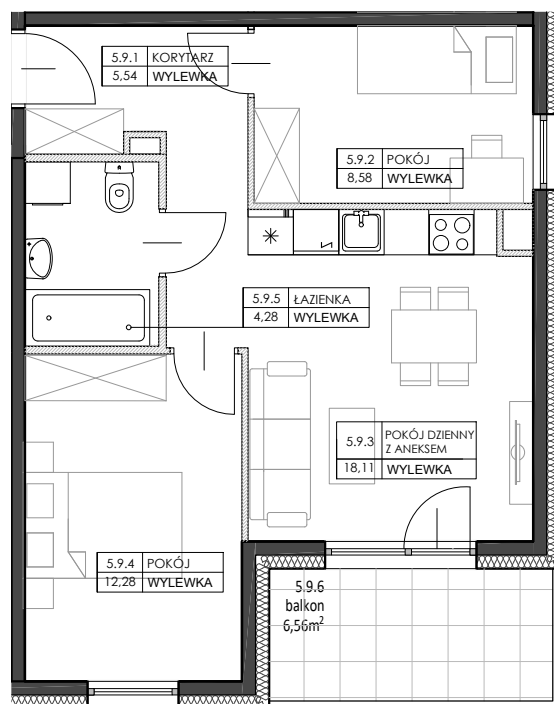 5.9.1 KORYTARZ
5,54 WYLEWKA
5.9.2 POKÓJ
8,58 WYLEWKA
5.9.5 ŁAZIENKA
4,28 WYLEWKA
5.9.3 POKÓJ DZIENNY
Z ANEKSEM
18,11 WYLEWKA
5.9.4 POKÓJ
12,28 WYLEWKA
5.9.6
balkon
6,56m²